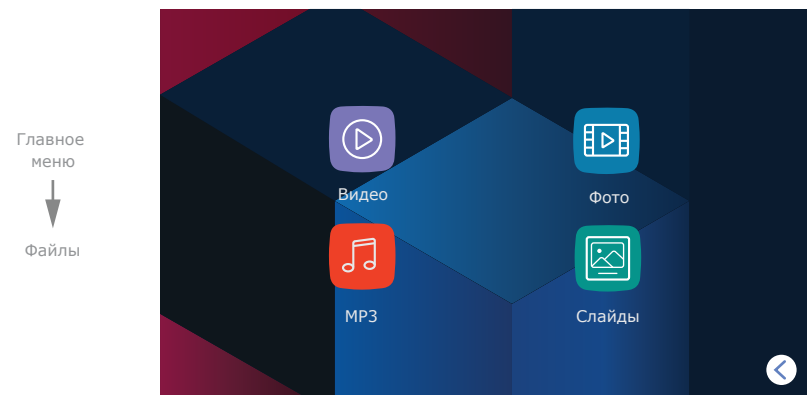 Главное
меню
Файлы
Видео
Фото
MP3
Слайды